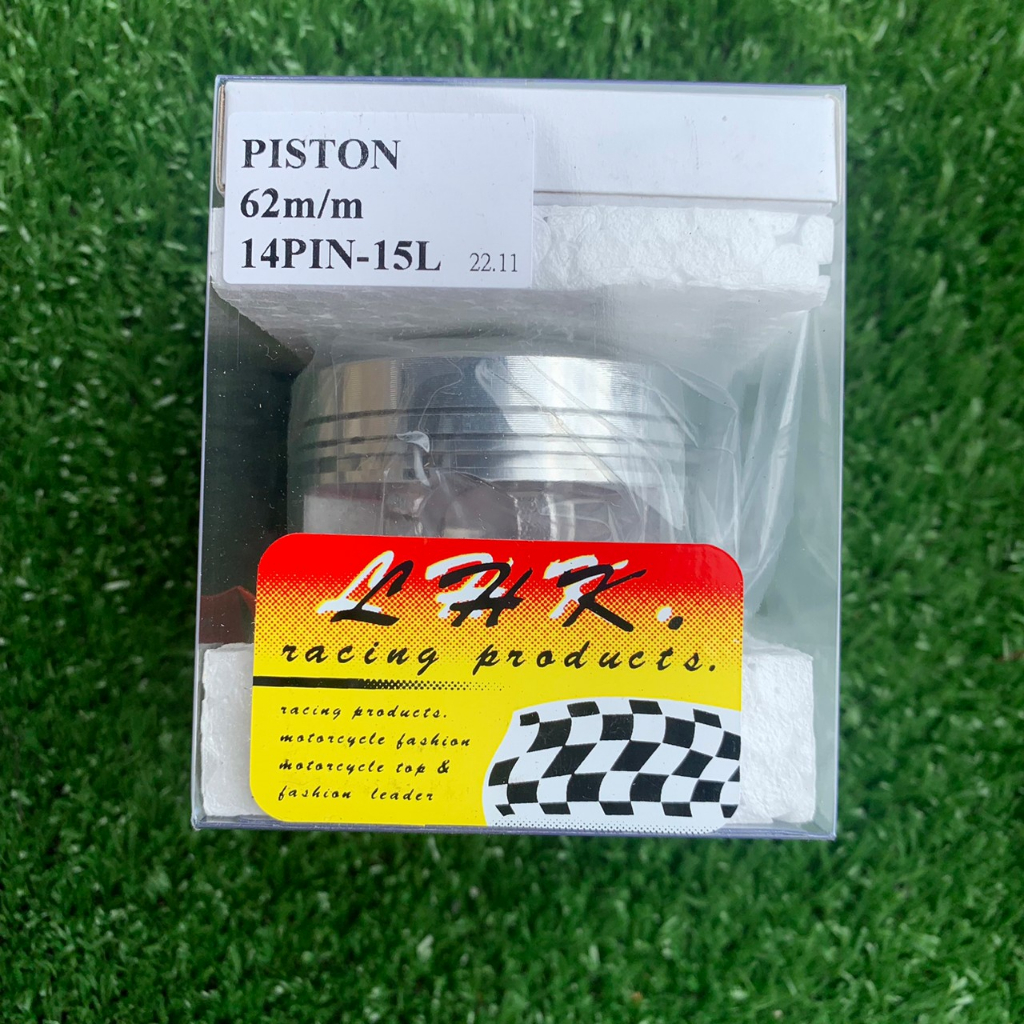 PISTON
62m/m
14PIN-15L 22.11
LHK.
racing products.
racing products.
motorcycle fashion
motorcycle top &
fashion leader